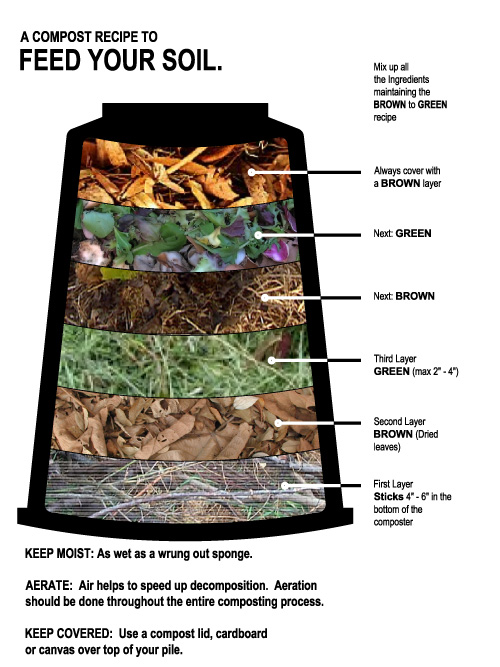 A COMPOST RECIPE TO
FEED YOUR SOIL.
Mix up all
the Ingredients
maintaining the
BROWN to GREEN
recipe
Always cover with
a BROWN layer
Next: GREEN
Next: BROWN
Third Layer
GREEN (max 2" - 4")
Second Layer
BROWN (Dried
leaves)
First Layer
Sticks 4" - 6" in the
bottom of the
composter
KEEP MOIST: As wet as a wrung out sponge.
AERATE: Air helps to speed up decomposition. Aeration
should be done throughout the entire composting process.
KEEP COVERED: Use a compost lid, cardboard
or canvas over top of your pile.